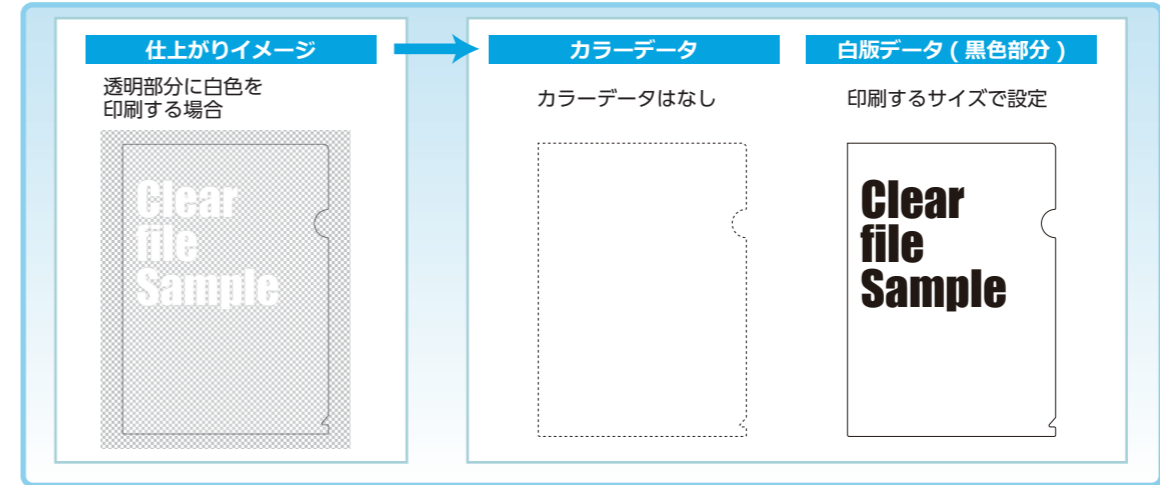 仕上がりイメージ
透明部分に白色を
印刷する場合
Clear
file
Sample
カラーデータ
カラーデータはなし
白版データ ( 黒色部分 )
印刷するサイズで設定
Clear
file
Sample